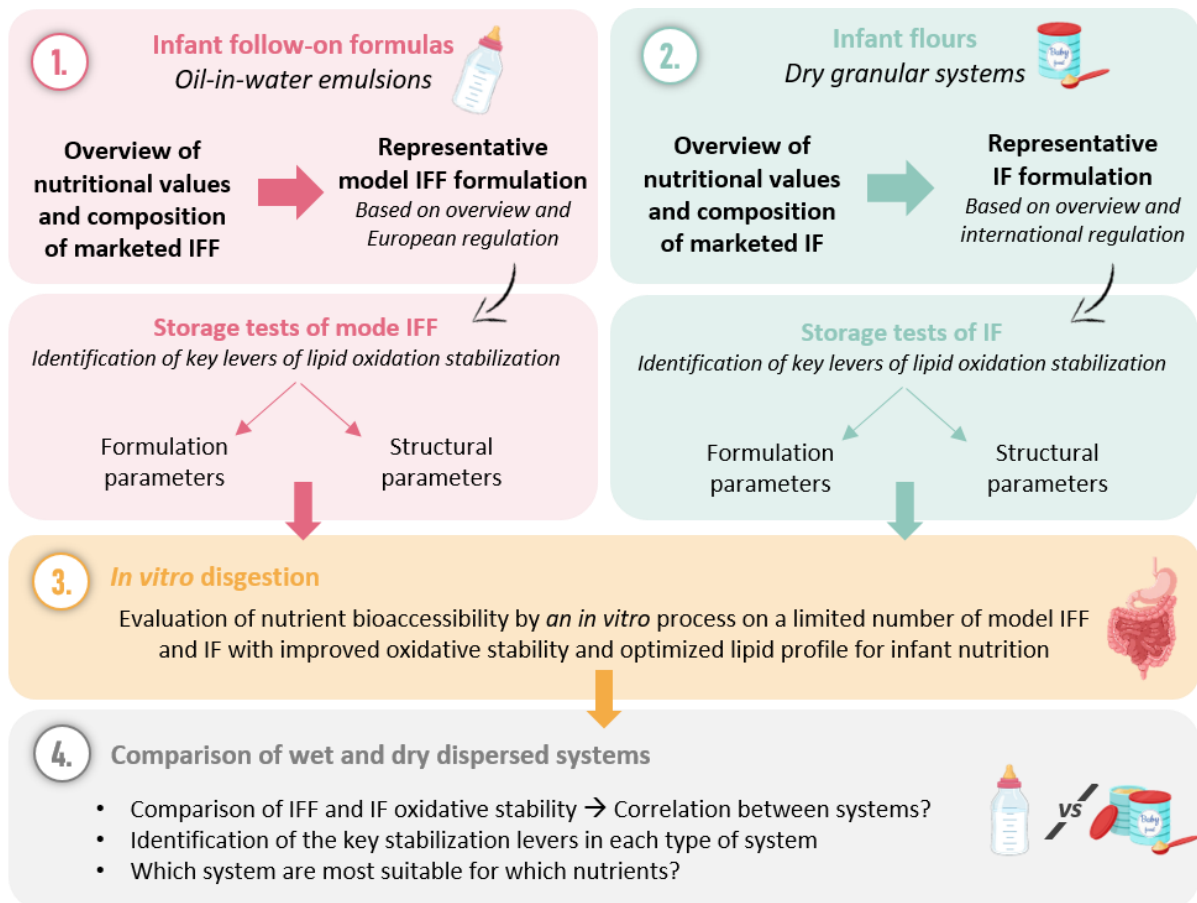 1.
Infant follow-on formulas
Oil-in-water emulsions
Overview of
nutritional values
and composition
of marketed IFF
Representative
model IFF formulation
Based on overview and
European regulation
Storage tests of mode IFF
Identification of key levers of lipid oxidation stabilization
Formulation
parameters
Structural
parameters
2.
Infant flours
Dry granular systems
Baby
food
Overview of
nutritional values
and composition
of marketed IF
Representative
IF formulation
Based on overview and
international regulation
Storage tests of IF
Identification of key levers of lipid oxidation stabilization
Formulation
parameters
Structural
parameters
3.
In vitro disgestion
Evaluation of nutrient bioaccessibility by an in vitro process on a limited number of model IFF
and IF with improved oxidative stability and optimized lipid profile for infant nutrition
4.
Comparison of wet and dry dispersed systems
• Comparison of IFF and IF oxidative stability → Correlation between systems?
• Identification of the key stabilization levers in each type of system
• Which system are most suitable for which nutrients?
vs
Baby
food